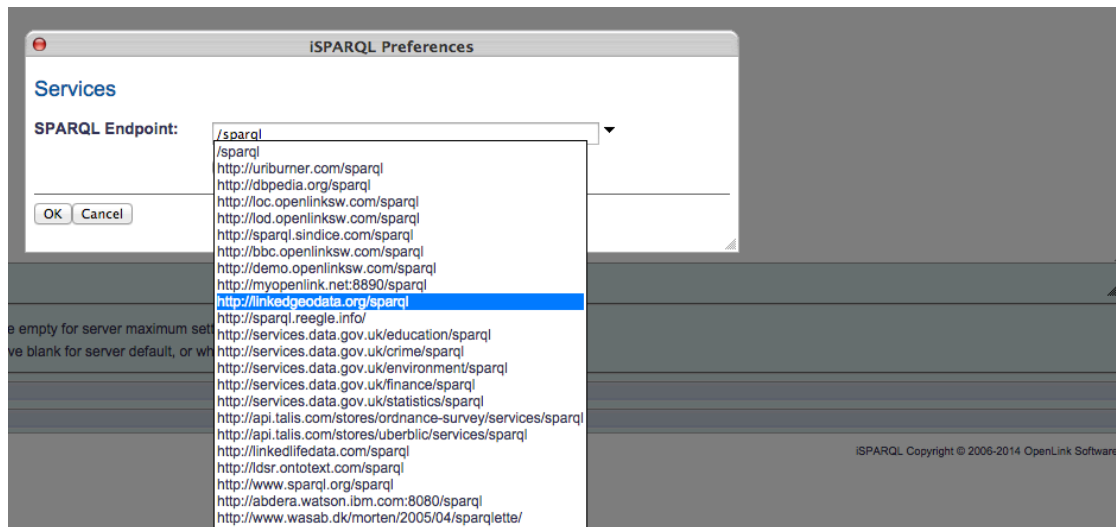 iSPARQL Preferences
Services
SPARQL Endpoint:
/sparql
/sparql
http://uriburner.com/sparql
http://dbpedia.org/sparql
http://loc.openlinksw.com/sparql
http://lod.openlinksw.com/sparql
http://sparql.sindice.com/sparql
http://bbc.openlinksw.com/sparql
http://demo.openlinksw.com/sparql
http://myopenlink.net:8890/sparql
http://linkedgeodata.org/sparql
http://sparql.reegle.info/
http://services.data.gov.uk/education/sparql
http://services.data.gov.uk/crime/sparql
http://services.data.gov.uk/environment/sparql
http://services.data.gov.uk/finance/sparql
http://services.data.gov.uk/statistics/sparql
http://api.talis.com/stores/ordnance-survey/services/sparql
http://api.talis.com/stores/uberblic/services/sparql
http://linkedlifedata.com/sparql
http://ldsr.ontotext.com/sparql
http://www.sparql.org/sparql
http://abdera.watson.ibm.com:8080/sparql
http://www.wasab.dk/morten/2005/04/sparqlette/
OK Cancel
e empty for server maximum set
ve blank for server default, or wh
iSPARQL Copyright © 2006-2014 OpenLink Software